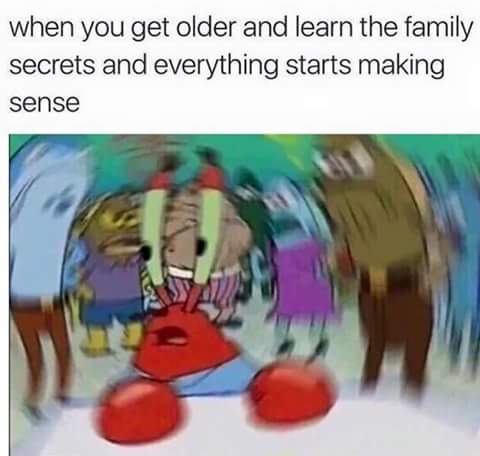 when you get older and learn the family
secrets and everything starts making
sense